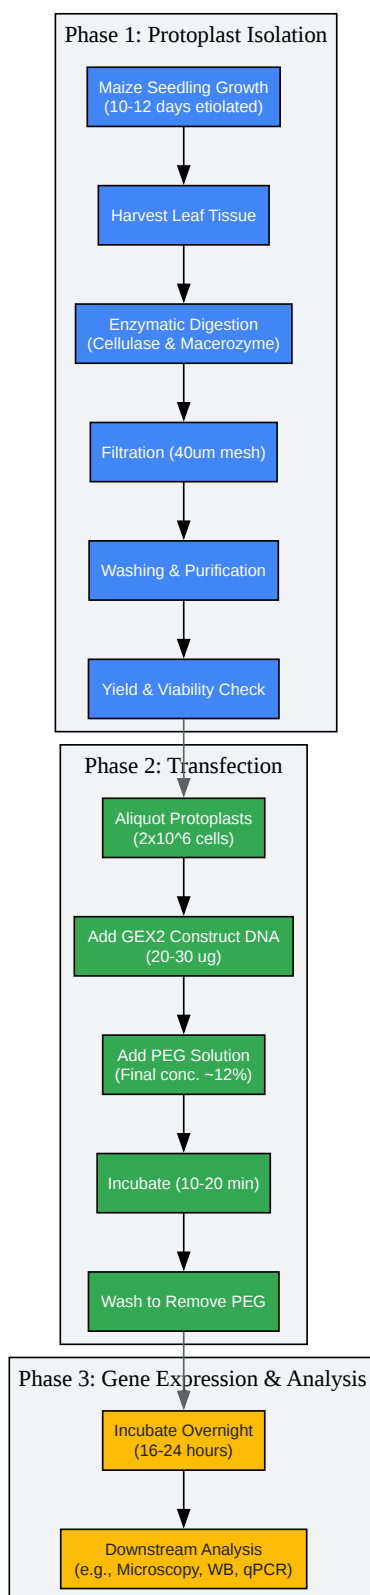 Phase 1: Protoplast Isolation
Maize Seedling Growth
(10-12 days etiolated)
Harvest Leaf Tissue
Enzymatic Digestion
(Cellulase & Macerozyme)
Filtration (40um mesh)
Washing & Purification
Yield & Viability Check
Phase 2: Transfection
Aliquot Protoplasts
(2x10^6 cells)
Add GEX2 Construct DNA
(20-30 ug)
Add PEG Solution
(Final conc. ~12%)
Incubate (10-20 min)
Wash to Remove PEG
Phase 3: Gene Expression & Analysis
Incubate Overnight
(16-24 hours)
Downstream Analysis
(e.g., Microscopy, WB, qPCR)